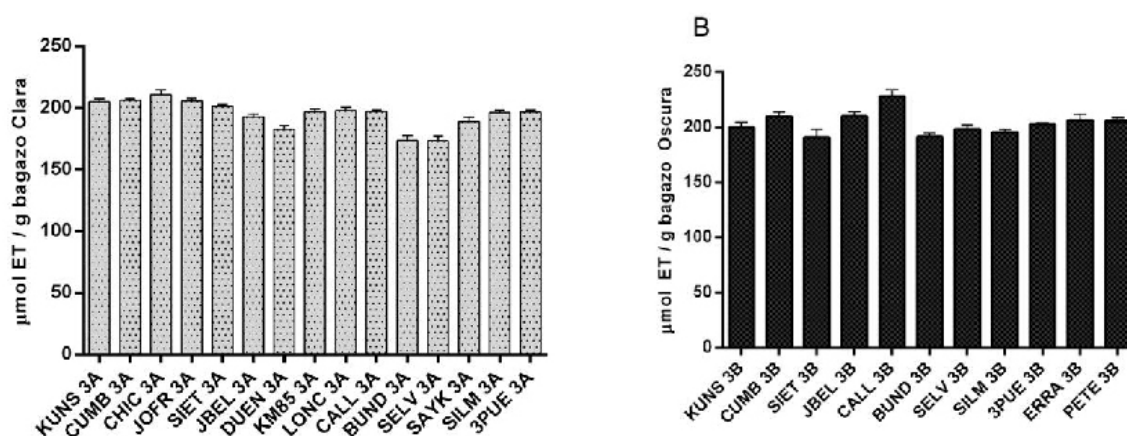 250
200
150
100
50
0
µmol ET / g bagazo Clara
KUNS 3A
CUMB 3A
CHIC 3A
JOFR 3A
SIET 3A
JBEL 3A
DUEN 3A
KM85 3A
LONC 3A
CALL 3A
BUND 3A
SELV 3A
SAYK 3A
SILM 3A
3PUE 3A
B
250
200
150
100
50
0
µmol ET / g bagazo Oscura
KUNS 3B
CUMB 3B
SIET 3B
JBEL 3B
CALL 3B
BUND 3B
SELV 3B
SILM 3B
3PUE 3B
ERRA 3B
PETE 3B